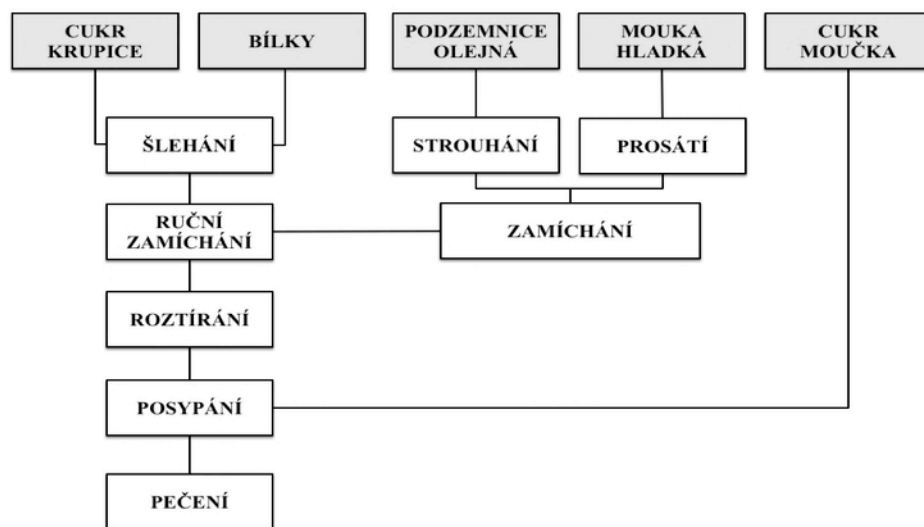 CUKR
KRUPICE
BÍLKY
PODZEMNICE
OLEJNÁ
MOUKA
HLADKÁ
CUKR
MOUČKA
ŠLEHÁNÍ
STROUHÁNÍ
PROSÁTÍ
RUČNÍ
ZAMÍCHÁNÍ
ZAMÍCHÁNÍ
ROZTÍRÁNÍ
POSYPÁNÍ
PEČENÍ